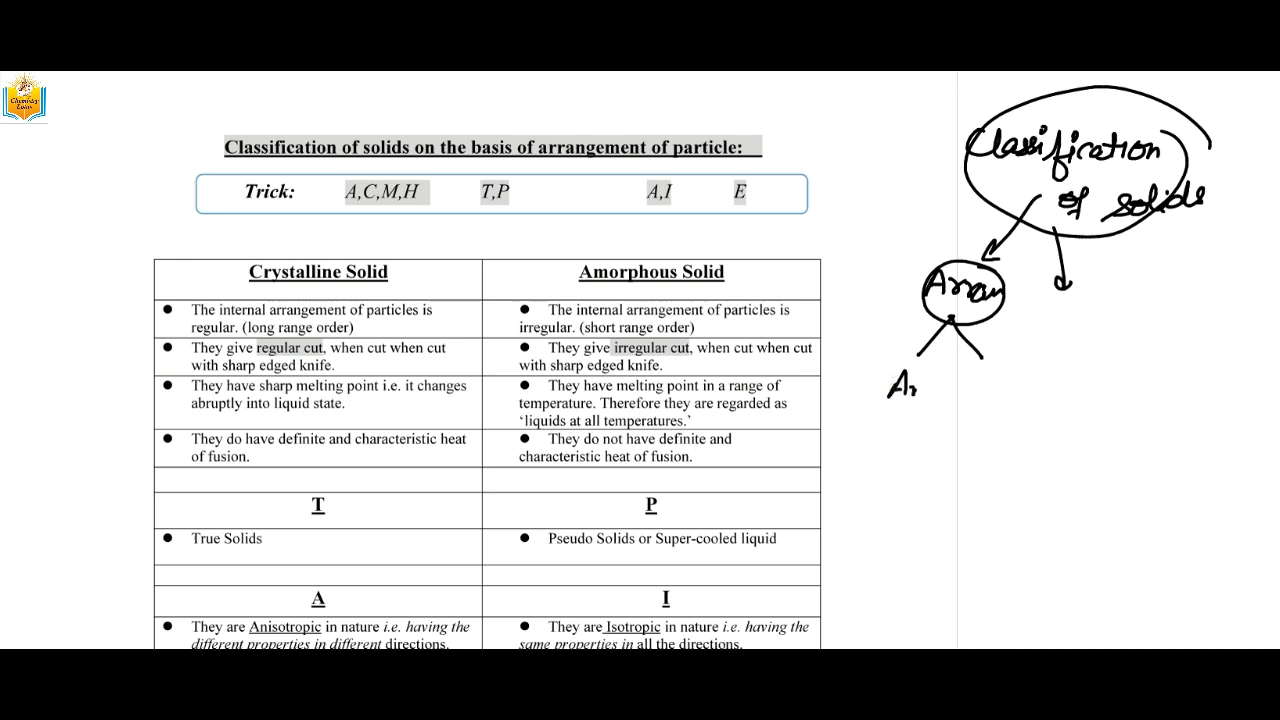 Chemistry
Classification of solids on the basis of arrangement of particle:
Trick: A,C,M,H T,P A,I E
Crystalline Solid Amorphous Solid
● The internal arrangement of particles is
regular. (long range order)
● The internal arrangement of particles is
irregular. (short range order)
● They give regular cut, when cut when cut
with sharp edged knife.
● They give irregular cut, when cut when cut
with sharp edged knife.
● They have sharp melting point i.e. it changes
abruptly into liquid state.
● They have melting point in a range of
temperature. Therefore they are regarded as
‘liquids at all temperatures.’
● They do have definite and characteristic heat
of fusion.
● They do not have definite and
characteristic heat of fusion.
T P
● True Solids
● Pseudo Solids or Super-cooled liquid
A I
● They are Anisotropic in nature i.e. having the
different properties in different directions.
● They are Isotropic in nature i.e. having the
same properties in all the directions.
Classification
of solids
Arran